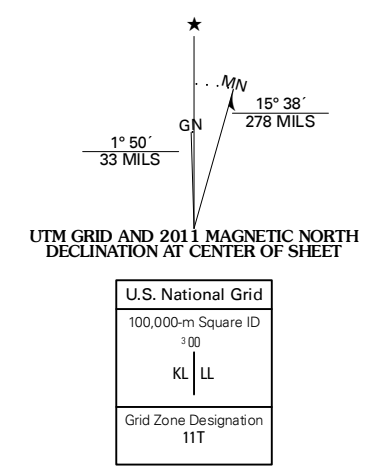 ★
MN
15° 38´
278 MILS
GN
1° 50´
33 MILS
UTM GRID AND 2011 MAGNETIC NORTH
DECLINATION AT CENTER OF SHEET
U.S. National Grid
100,000-m Square ID
³00
KL LL
Grid Zone Designation
11T